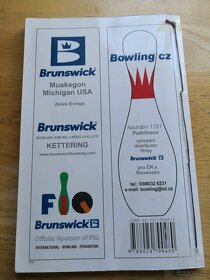 B
Brunswick
Muskegon
Michigan USA
divize Evropa
Brunswick
BOWLING AND BILLIARDS (U.K.) LTD
KETTERING
www.brunswickbowling.com
FIQ
Brunswick
Official Sponsor of FIQ
INTERNATIONAL - BOWLING - FEDERATION
Bowling.cz
Nádražní 1781
Pelhřimov
výhradní
distributor
firmy
Brunswick
pro ČR a
Slovensko
tel.: 0366/32 6231
e-mail:
bowling@iol.cz